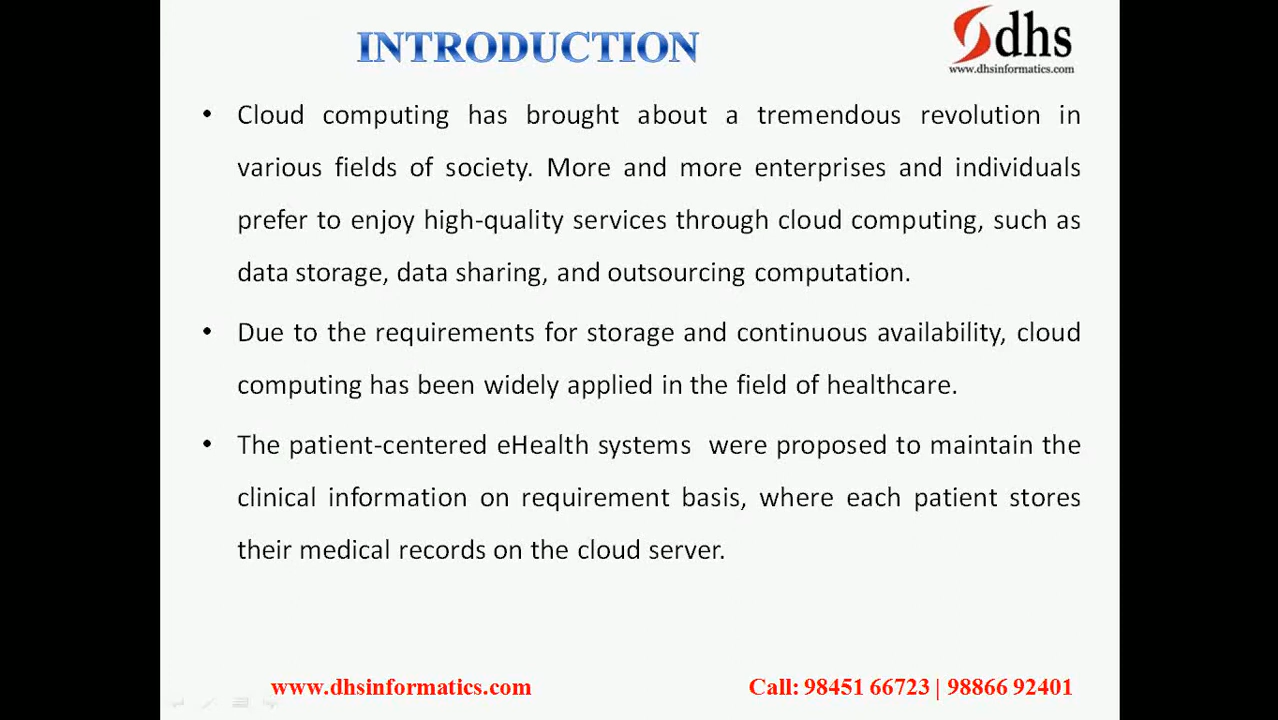 INTRODUCTION
dhs
www.dhsinformatics.com
• Cloud computing has brought about a tremendous revolution in
various fields of society. More and more enterprises and individuals
prefer to enjoy high-quality services through cloud computing, such as
data storage, data sharing, and outsourcing computation.
• Due to the requirements for storage and continuous availability, cloud
computing has been widely applied in the field of healthcare.
• The patient-centered eHealth systems were proposed to maintain the
clinical information on requirement basis, where each patient stores
their medical records on the cloud server.
www.dhsinformatics.com Call: 98451 66723 | 98866 92401